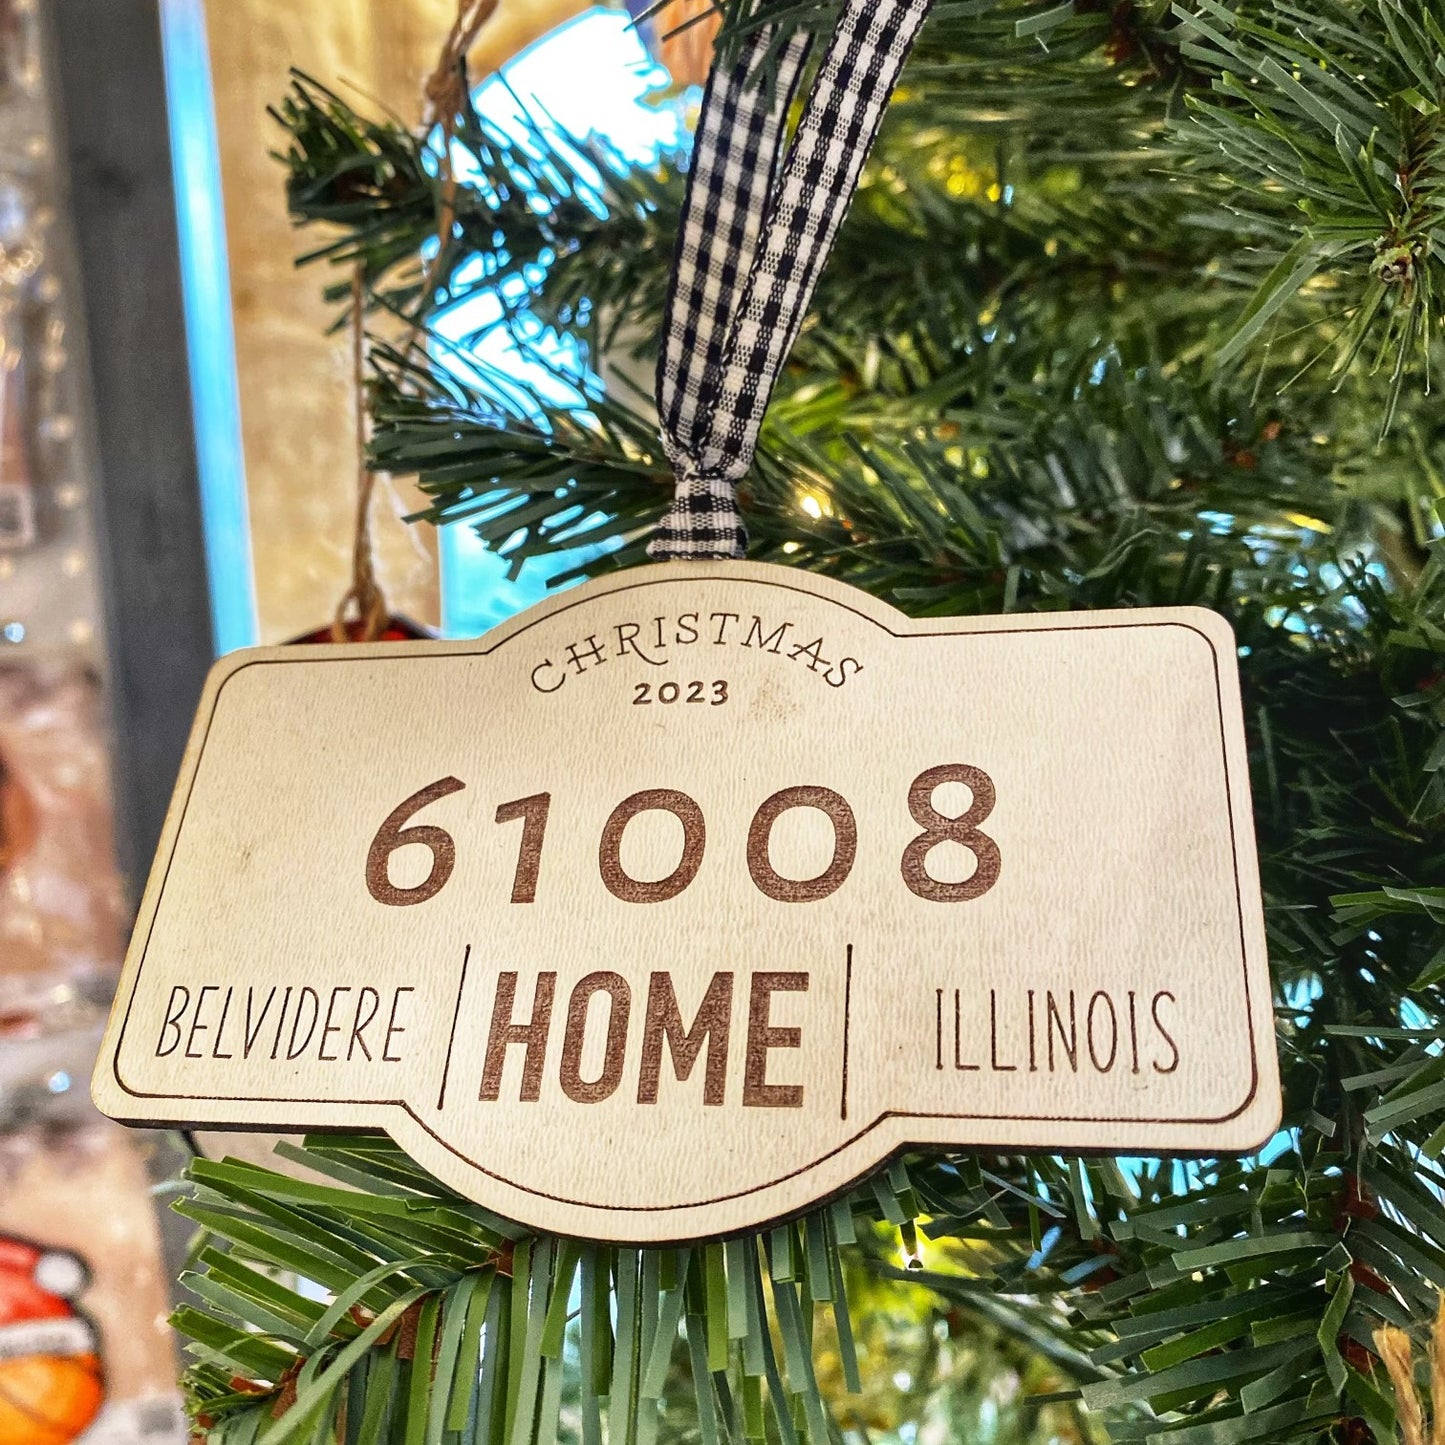 CHRISTMAS
2023
61008
BELVIDERE | HOME | ILLINOIS